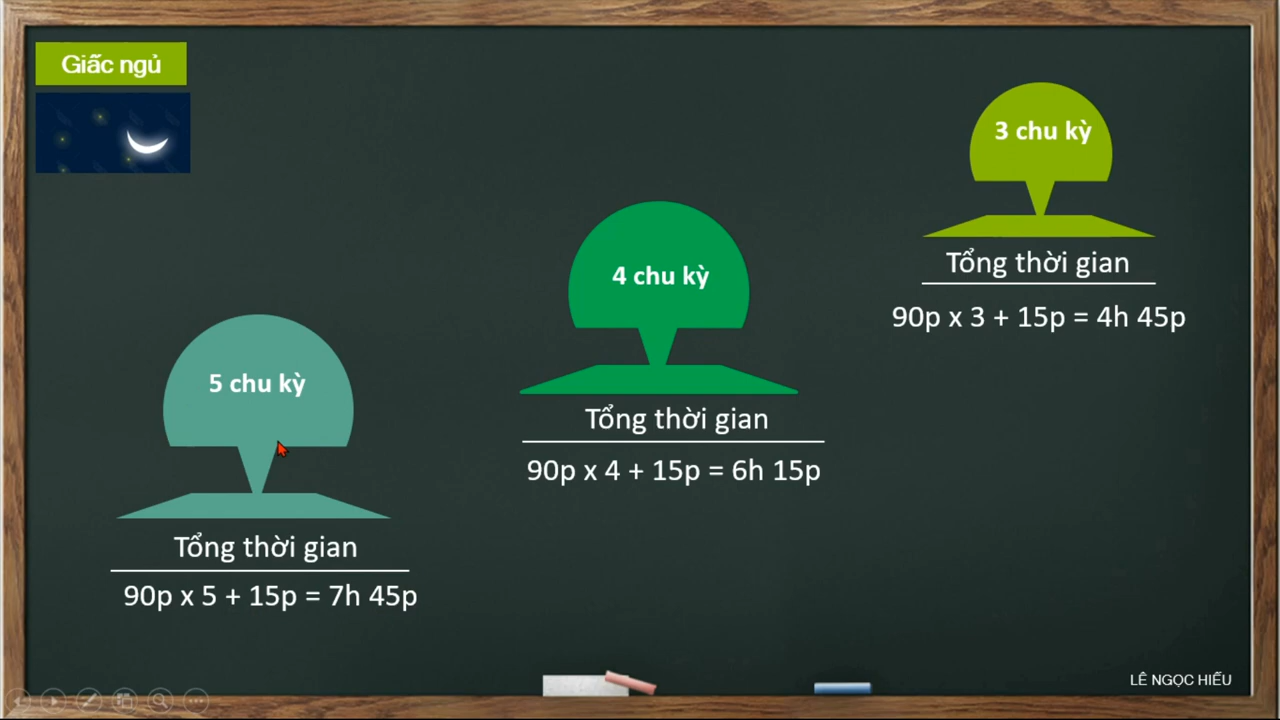 Giấc ngủ
3 chu kỳ
Tổng thời gian
90p x 3 + 15p = 4h 45p
4 chu kỳ
Tổng thời gian
90p x 4 + 15p = 6h 15p
5 chu kỳ
Tổng thời gian
90p x 5 + 15p = 7h 45p
LÊ NGỌC HIẾU